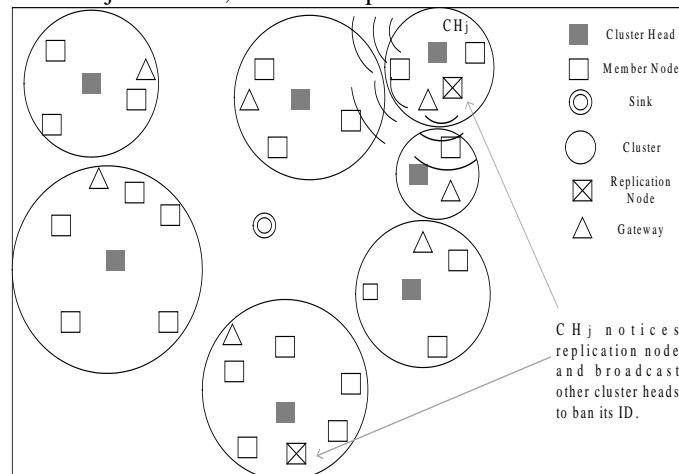 CHj
Cluster Head
Member Node
Sink
Cluster
Replication
Node
Gateway
CHj notices
replication node
and broadcast
other cluster heads
to ban its ID.